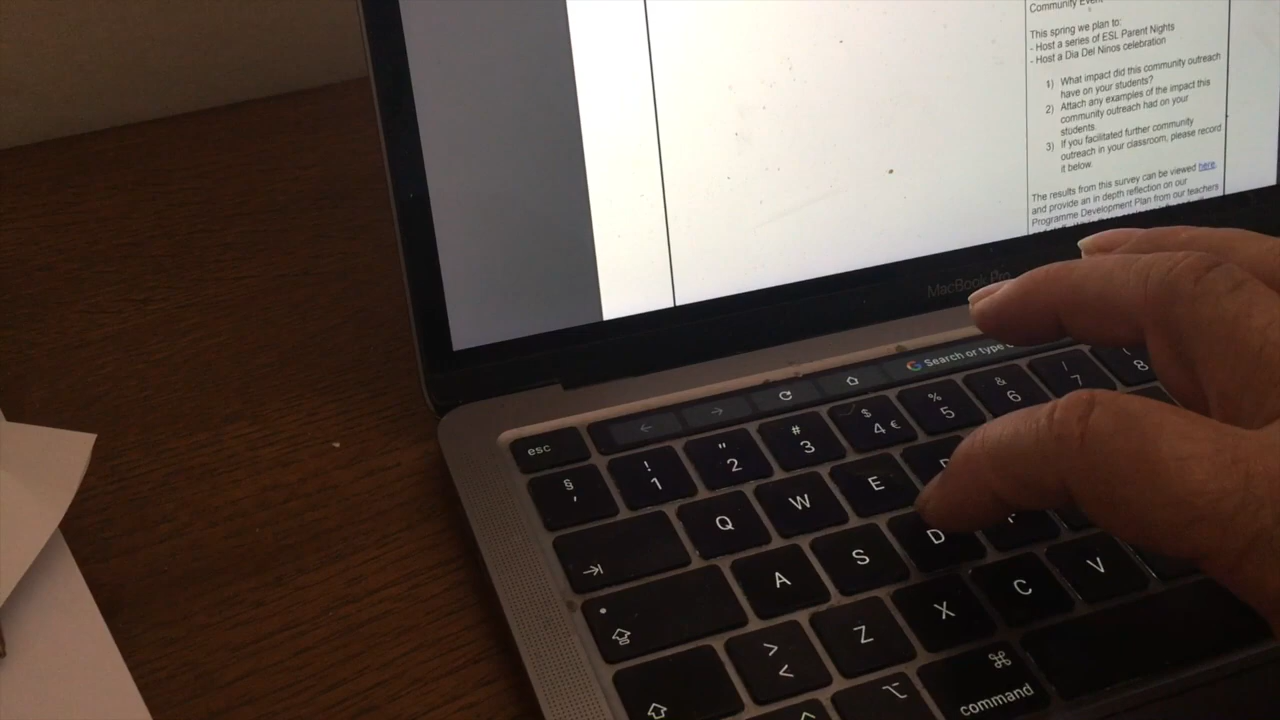 Community Event
This spring we plan to:
- Host a series of ESL Parent Nights
- Host a Dia Del Ninos celebration
1) What impact did this community outreach
have on your students?
2) Attach any examples of the impact this
community outreach had on your
students.
3) If you facilitated further community
outreach in your classroom, please record
it below.
The results from this survey can be viewed here,
and provide an in depth reflection on our
Programme Development Plan from our teachers
MacBook Pro
Search or type
esc
§ ! " # $ € % & / (
' 1 2 3 4 5 6 7 8
Q W E
A S D
> < Z X C V
command